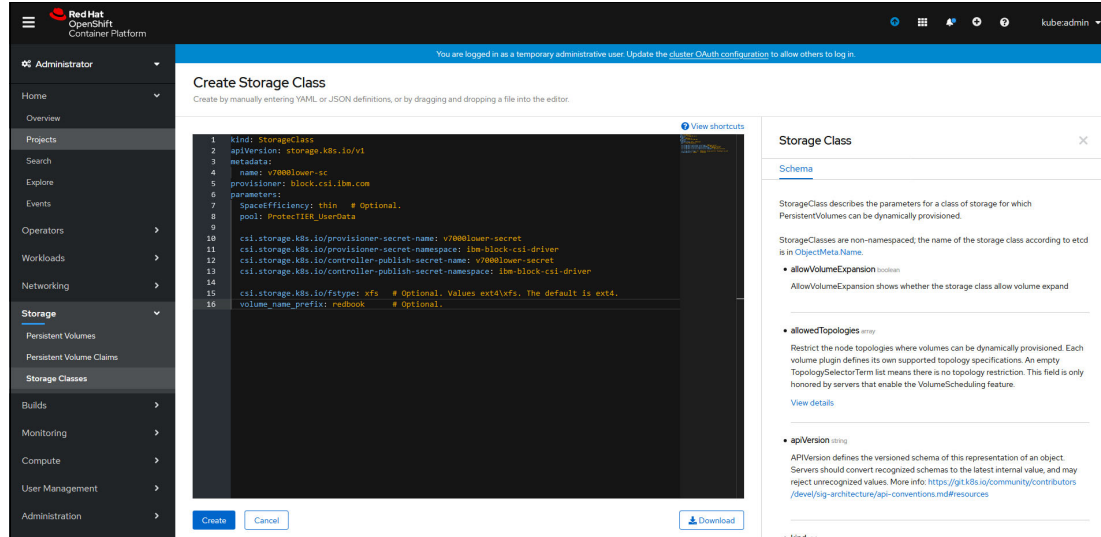 Red Hat
OpenShift
Container Platform
kube:admin
You are logged in as a temporary administrative user. Update the cluster OAuth configuration to allow others to log in.
Administrator
Home
Overview
Projects
Search
Explore
Events
Operators
Workloads
Networking
Storage
Persistent Volumes
Persistent Volume Claims
Storage Classes
Builds
Monitoring
Compute
User Management
Administration
Create Storage Class
Create by manually entering YAML or JSON definitions, or by dragging and dropping a file into the editor.
View shortcuts
1 kind: StorageClass
2 apiVersion: storage.k8s.io/v1
3 metadata:
4 name: v7000lower-sc
5 provisioner: block.csi.ibm.com
6 parameters:
7 SpaceEfficiency: thin # Optional.
8 pool: ProtecTIER_UserData
9
10 csi.storage.k8s.io/provisioner-secret-name: v7000lower-secret
11 csi.storage.k8s.io/provisioner-secret-namespace: ibm-block-csi-driver
12 csi.storage.k8s.io/controller-publish-secret-name: v7000lower-secret
13 csi.storage.k8s.io/controller-publish-secret-namespace: ibm-block-csi-driver
14
15 csi.storage.k8s.io/fstype: xfs # Optional. Values ext4\xfs. The default is ext4.
16 volume_name_prefix: redbook # Optional.
Create
Cancel
Download
Storage Class
Schema
StorageClass describes the parameters for a class of storage for which
PersistentVolumes can be dynamically provisioned.
StorageClasses are non-namespaced; the name of the storage class according to etcd
is in ObjectMeta.Name.
• allowVolumeExpansion boolean
AllowVolumeExpansion shows whether the storage class allow volume expand
• allowedTopologies array
Restrict the node topologies where volumes can be dynamically provisioned. Each
volume plugin defines its own supported topology specifications. An empty
TopologySelectorTerm list means there is no topology restriction. This field is only
honored by servers that enable the VolumeScheduling feature.
View details
• apiVersion string
APIVersion defines the versioned schema of this representation of an object.
Servers should convert recognized schemas to the latest internal value, and may
reject unrecognized values. More info: https://git.k8s.io/community/contributors
/devel/sig-architecture/api-conventions.md#resources